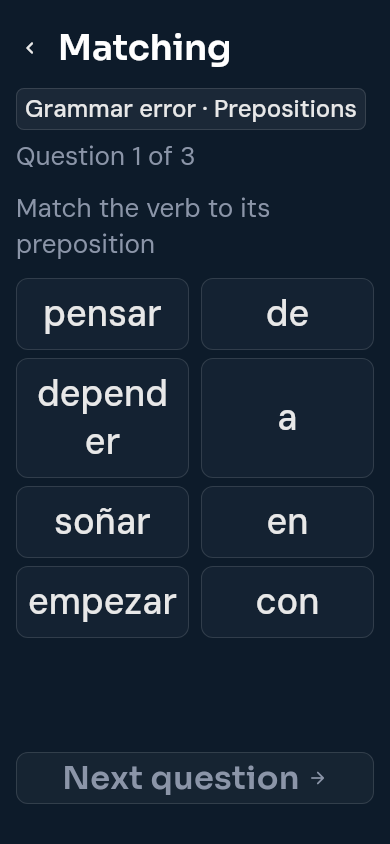 Matching
Grammar error · Prepositions
Question 1 of 3
Match the verb to its
preposition
pensar
de
depend
er
a
soñar
en
empezar
con
Next question →